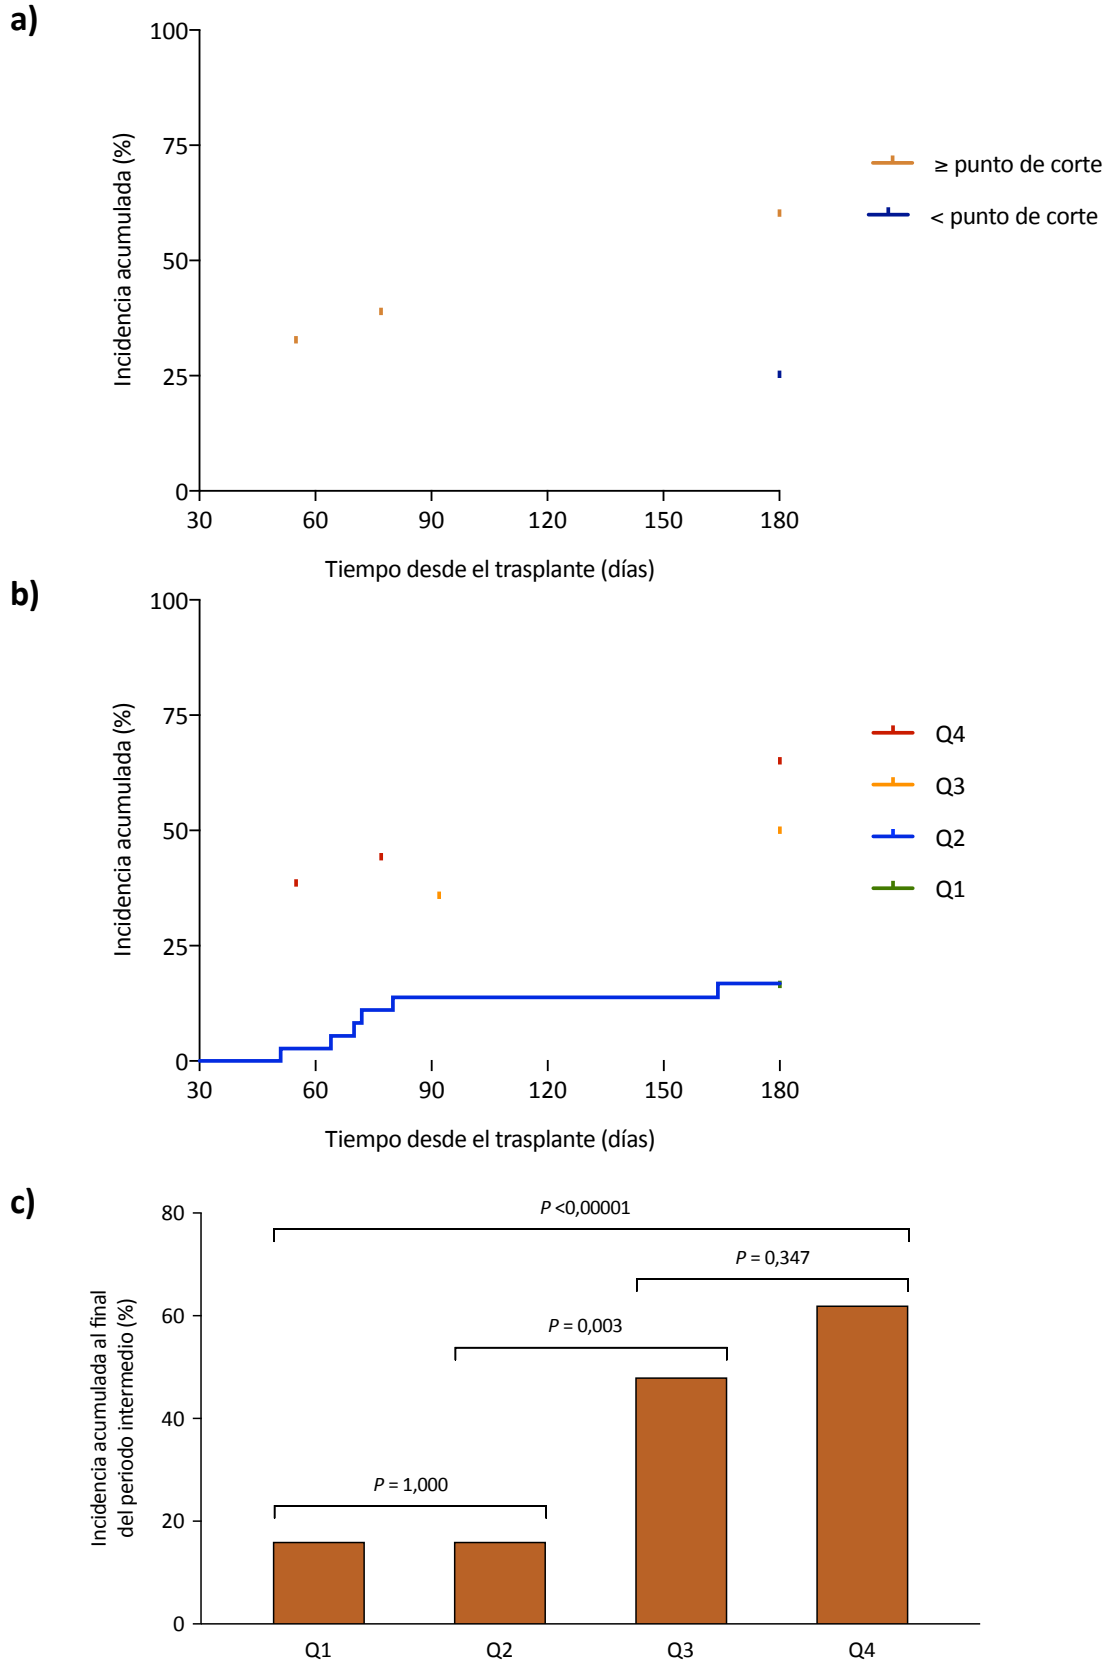 a)
100
75
50
25
0
Incidencia acumulada (%)
30 60 90 120 150 180
Tiempo desde el trasplante (días)
≥ punto de corte
< punto de corte
b)
100
75
50
25
0
Incidencia acumulada (%)
30 60 90 120 150 180
Tiempo desde el trasplante (días)
Q4
Q3
Q2
Q1
c)
80
60
40
20
0
Incidencia acumulada al final
del periodo intermedio (%)
P <0,00001
P = 0,347
P = 0,003
P = 1,000
Q1 Q2 Q3 Q4